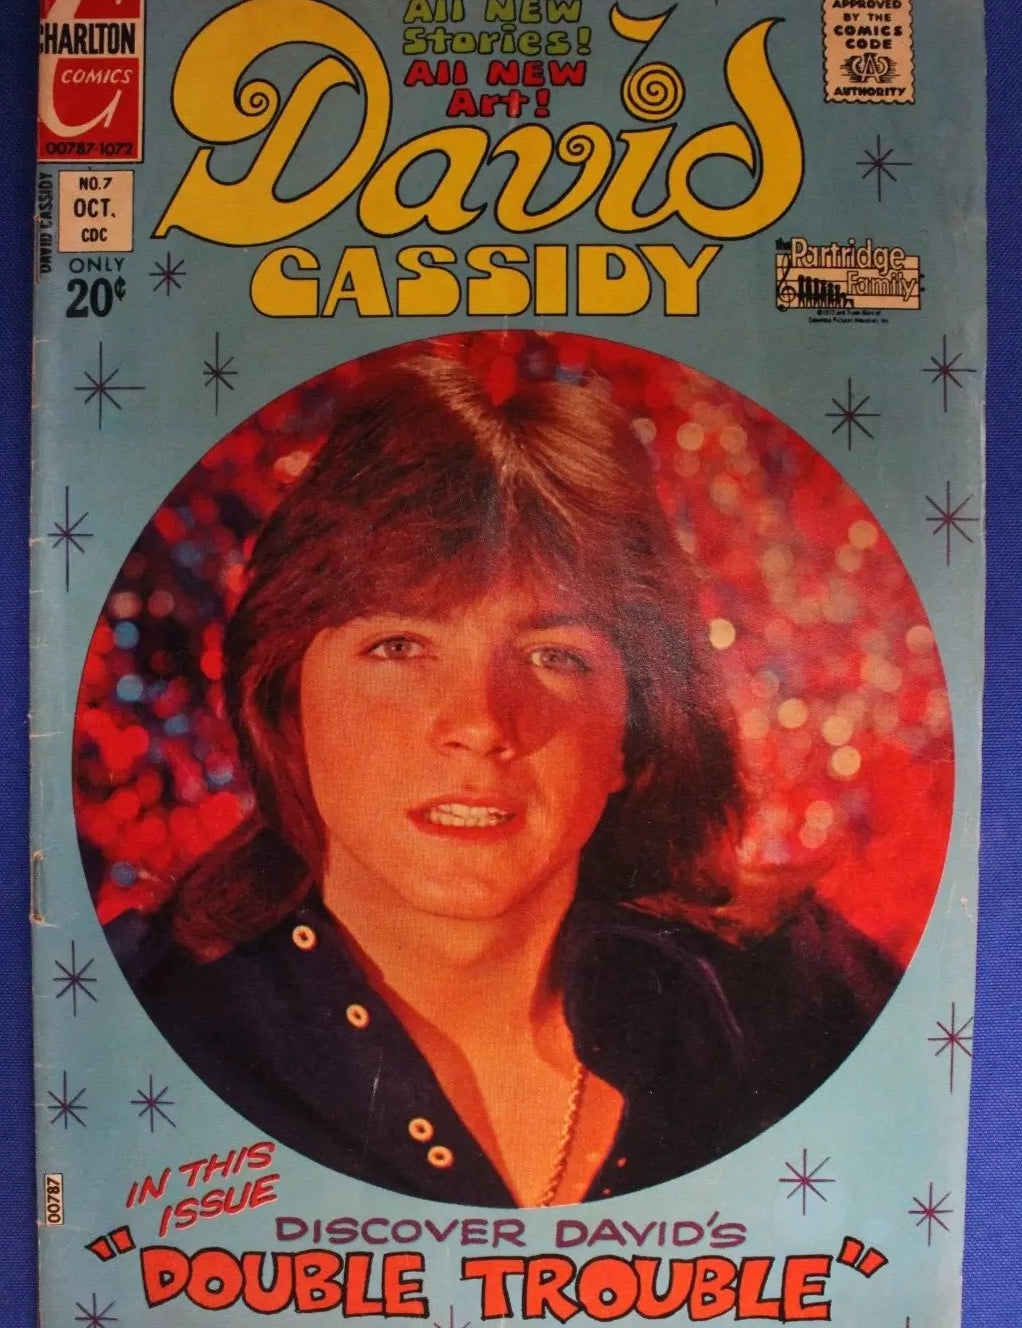 All NEW
Stories!
All NEW
Art!
David
CASSIDY
CHARLTON
COMICS
00787-1072
NO.7
OCT.
CDC
DAVID CASSIDY
ONLY
20¢
APPROVED
BY THE
COMICS
CODE
CA
AUTHORITY
the Partridge
Family
00787
IN THIS
ISSUE
DISCOVER DAVID'S
"DOUBLE TROUBLE"